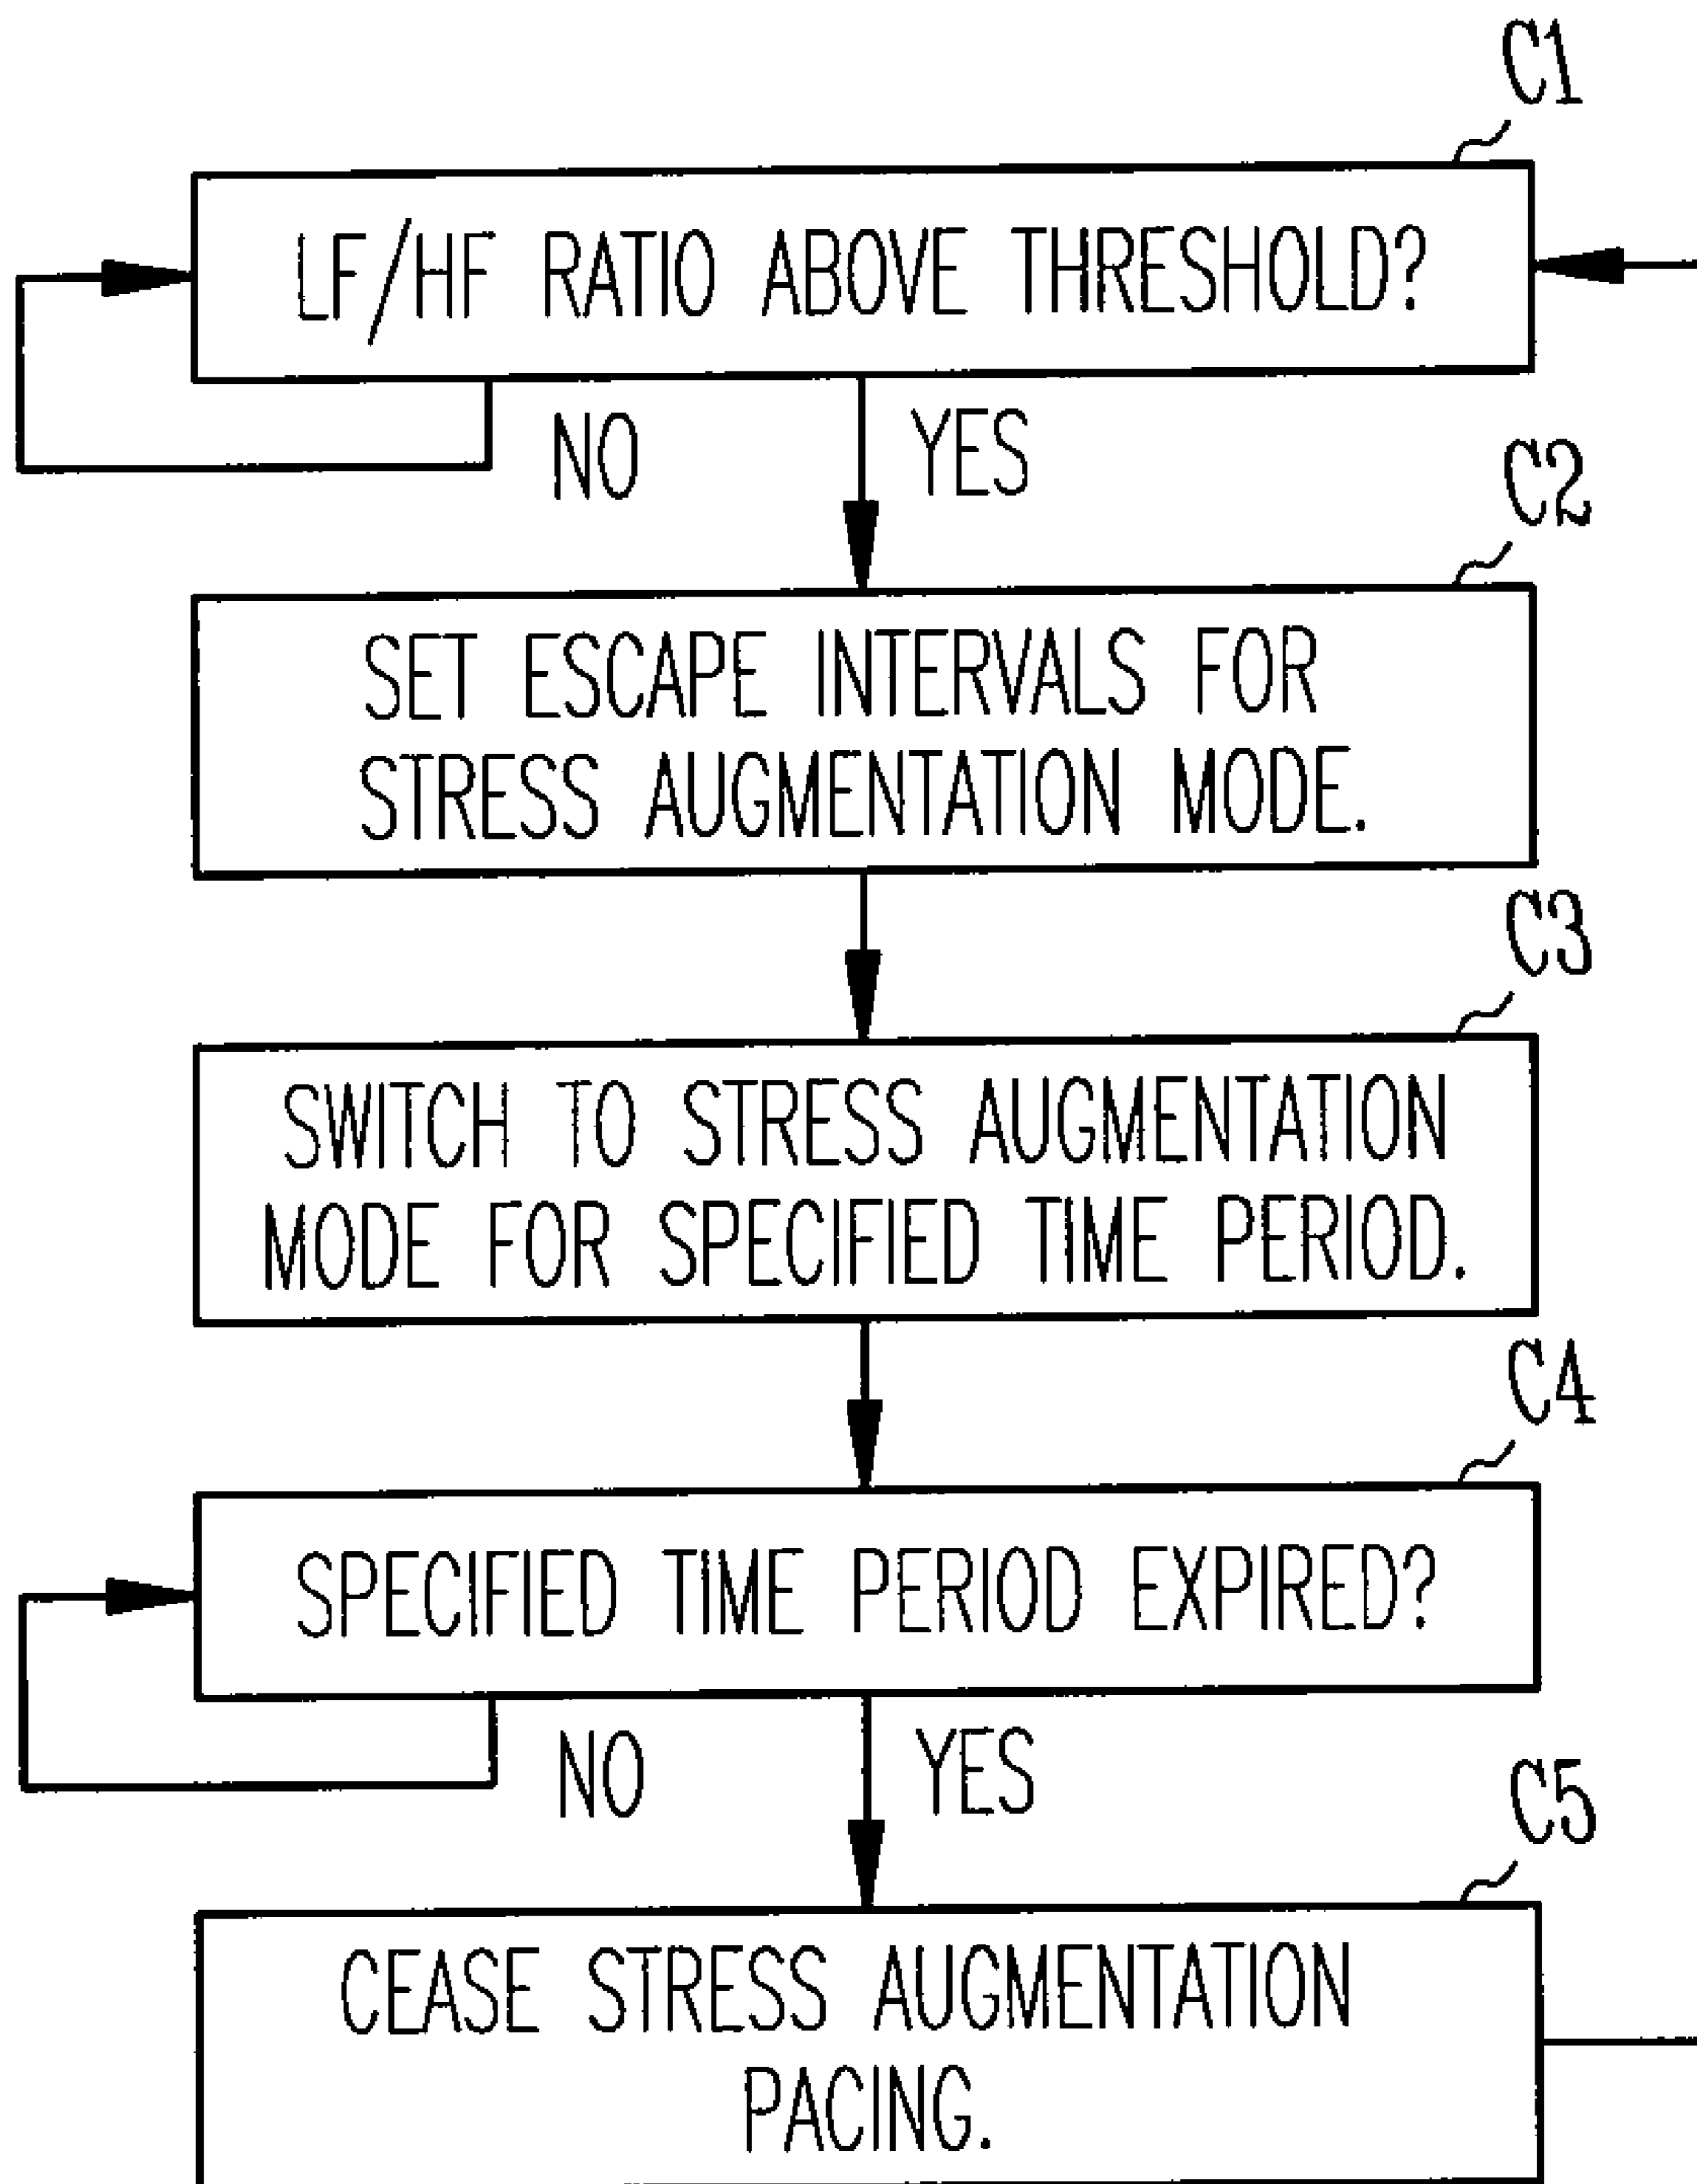 C1
LF/HF RATIO ABOVE THRESHOLD?
NO
YES
C2
SET ESCAPE INTERVALS FOR
STRESS AUGMENTATION MODE.
C3
SWITCH TO STRESS AUGMENTATION
MODE FOR SPECIFIED TIME PERIOD.
C4
SPECIFIED TIME PERIOD EXPIRED?
NO
YES
C5
CEASE STRESS AUGMENTATION
PACING.